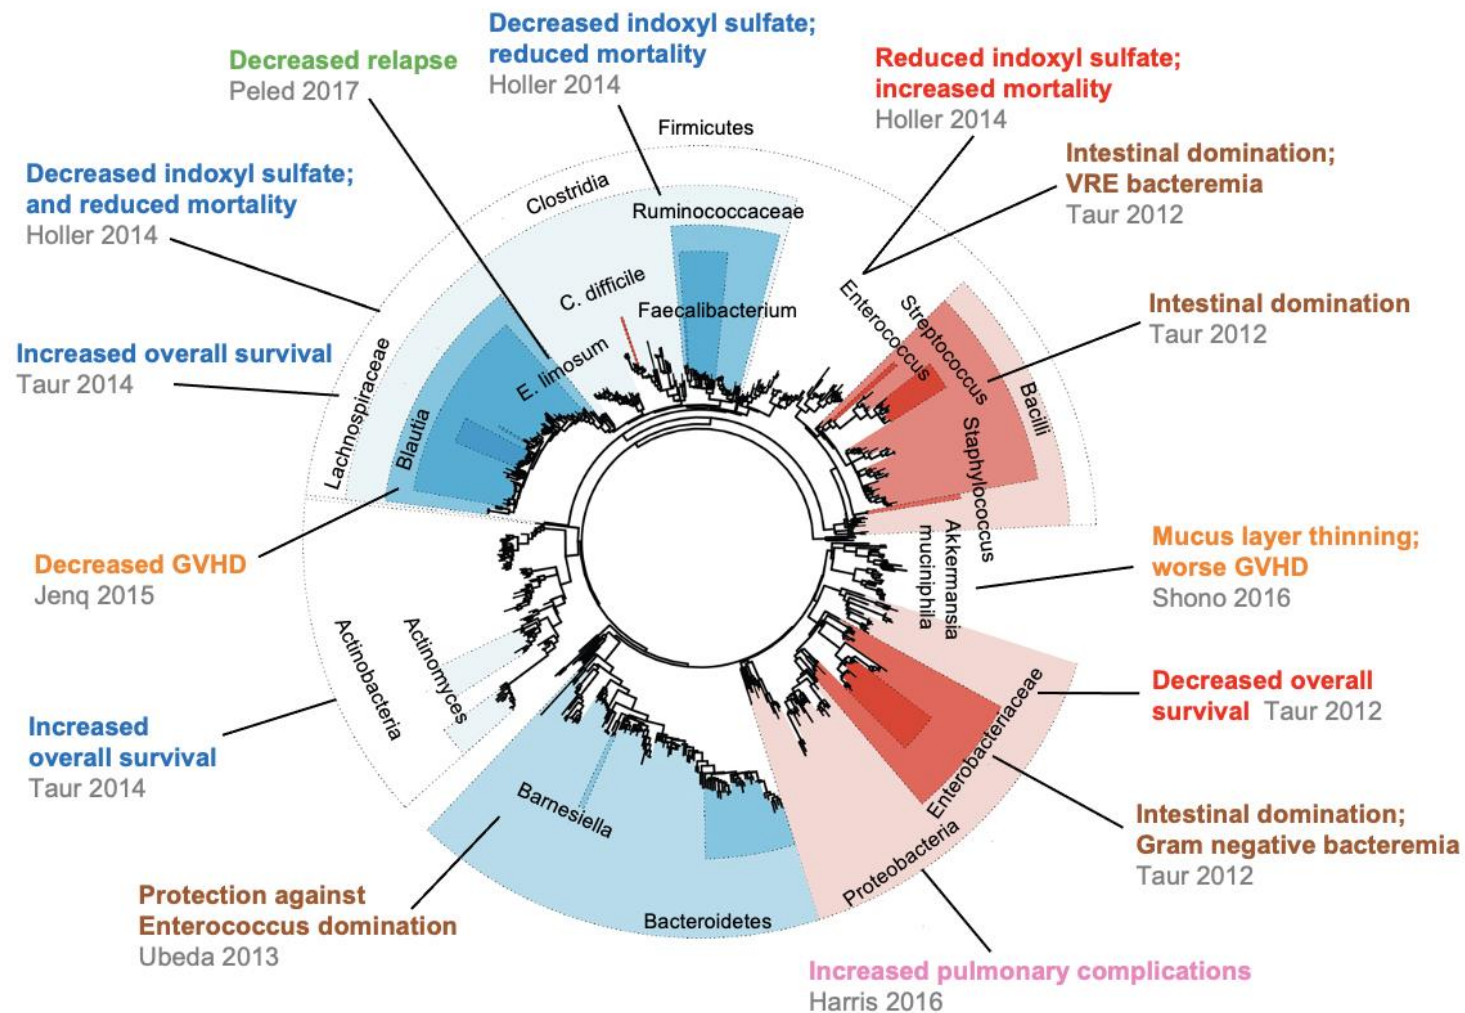 Decreased indoxyl sulfate;
reduced mortality
Holler 2014
Decreased relapse
Peled 2017
Reduced indoxyl sulfate;
increased mortality
Holler 2014
Firmicutes
Intestinal domination;
VRE bacteremia
Taur 2012
Decreased indoxyl sulfate;
and reduced mortality
Holler 2014
Clostridia
Ruminococcaceae
C. difficile
Faecalibacterium
Enterococcus
Streptococcus
Intestinal domination
Taur 2012
Increased overall survival
Taur 2014
Lachnospiraceae
Blautia
E. limosum
Bacilli
Staphylococcus
Akkermansia
muciniphila
Mucus layer thinning;
worse GVHD
Shono 2016
Decreased GVHD
Jenq 2015
Actinobacteria
Actinomyces
Increased
overall survival
Taur 2014
Decreased overall
survival Taur 2012
Enterobacteriaceae
Barnesiella
Proteobacteria
Intestinal domination;
Gram negative bacteremia
Taur 2012
Protection against
Enterococcus domination
Ubeda 2013
Bacteroidetes
Increased pulmonary complications
Harris 2016